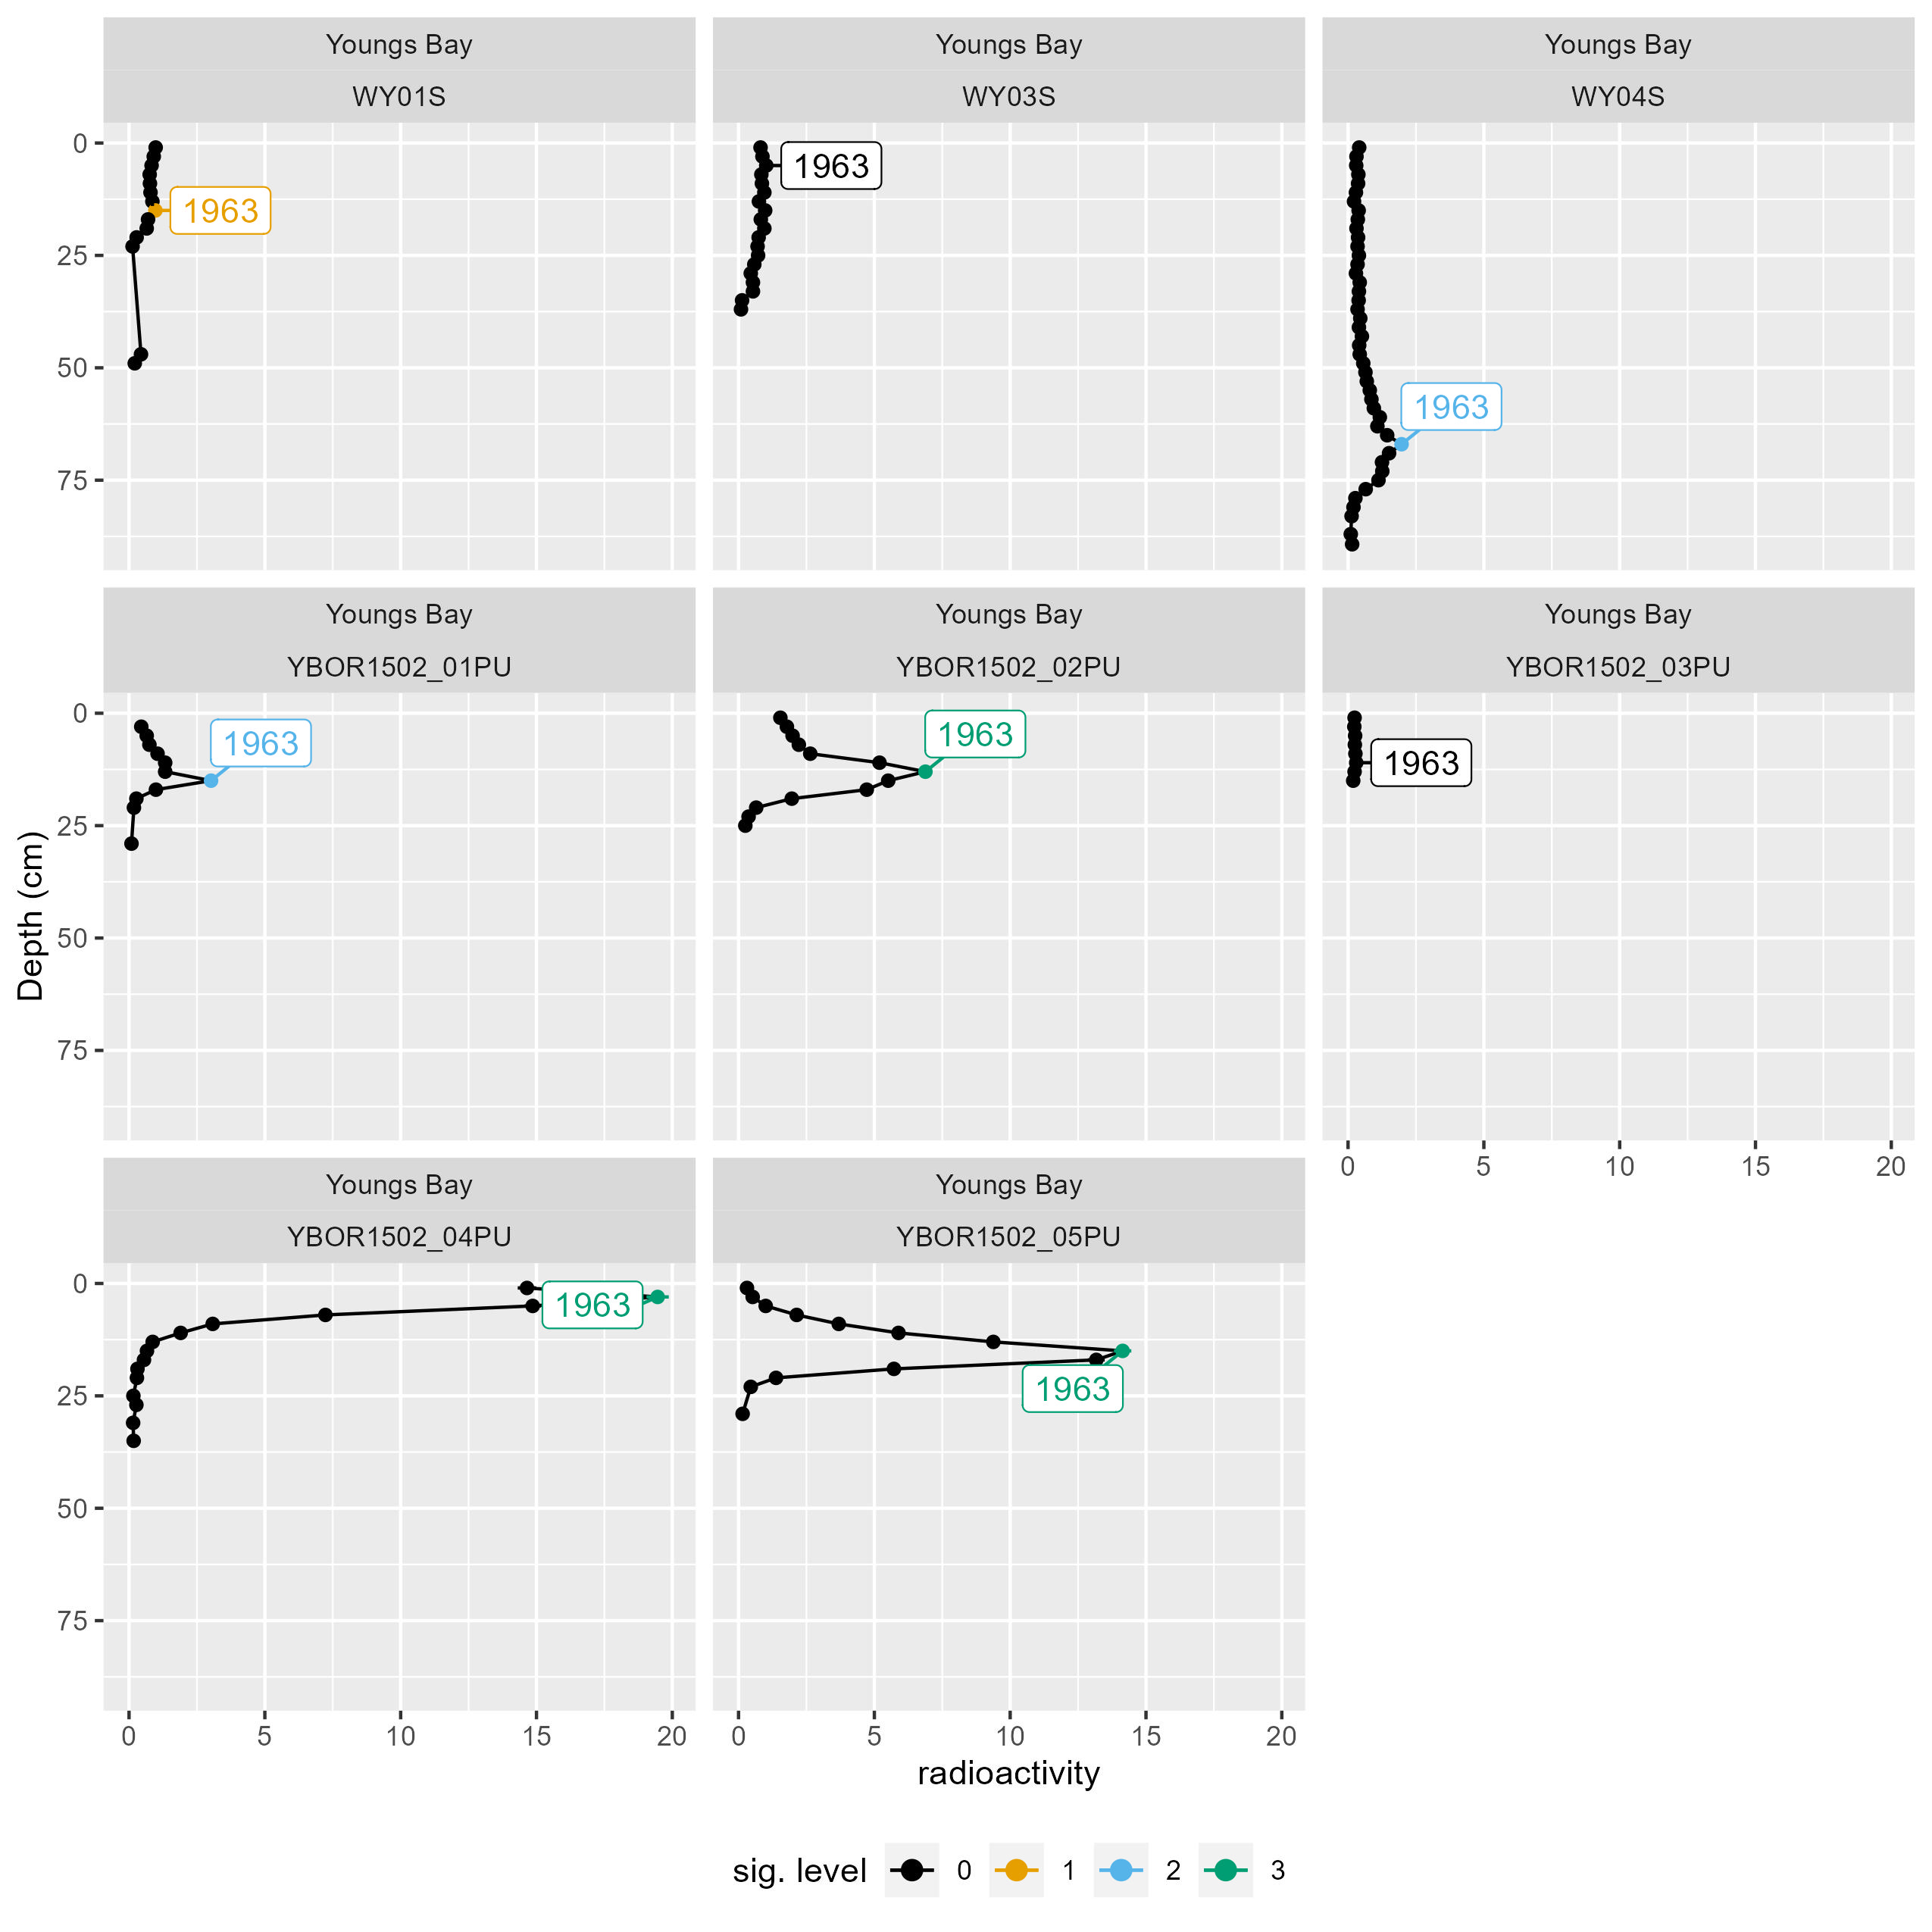 Youngs Bay
Youngs Bay
Youngs Bay
WY01S
WY03S
WY04S
0
25
50
75
1963
1963
1963
Youngs Bay
Youngs Bay
Youngs Bay
YBOR1502_01PU
YBOR1502_02PU
YBOR1502_03PU
0
25
50
75
1963
1963
1963
0 5 10 15 20
Depth (cm)
Youngs Bay
Youngs Bay
YBOR1502_04PU
YBOR1502_05PU
0
25
50
75
1963
1963
0 5 10 15 20
0 5 10 15 20
radioactivity
sig. level 0 1 2 3